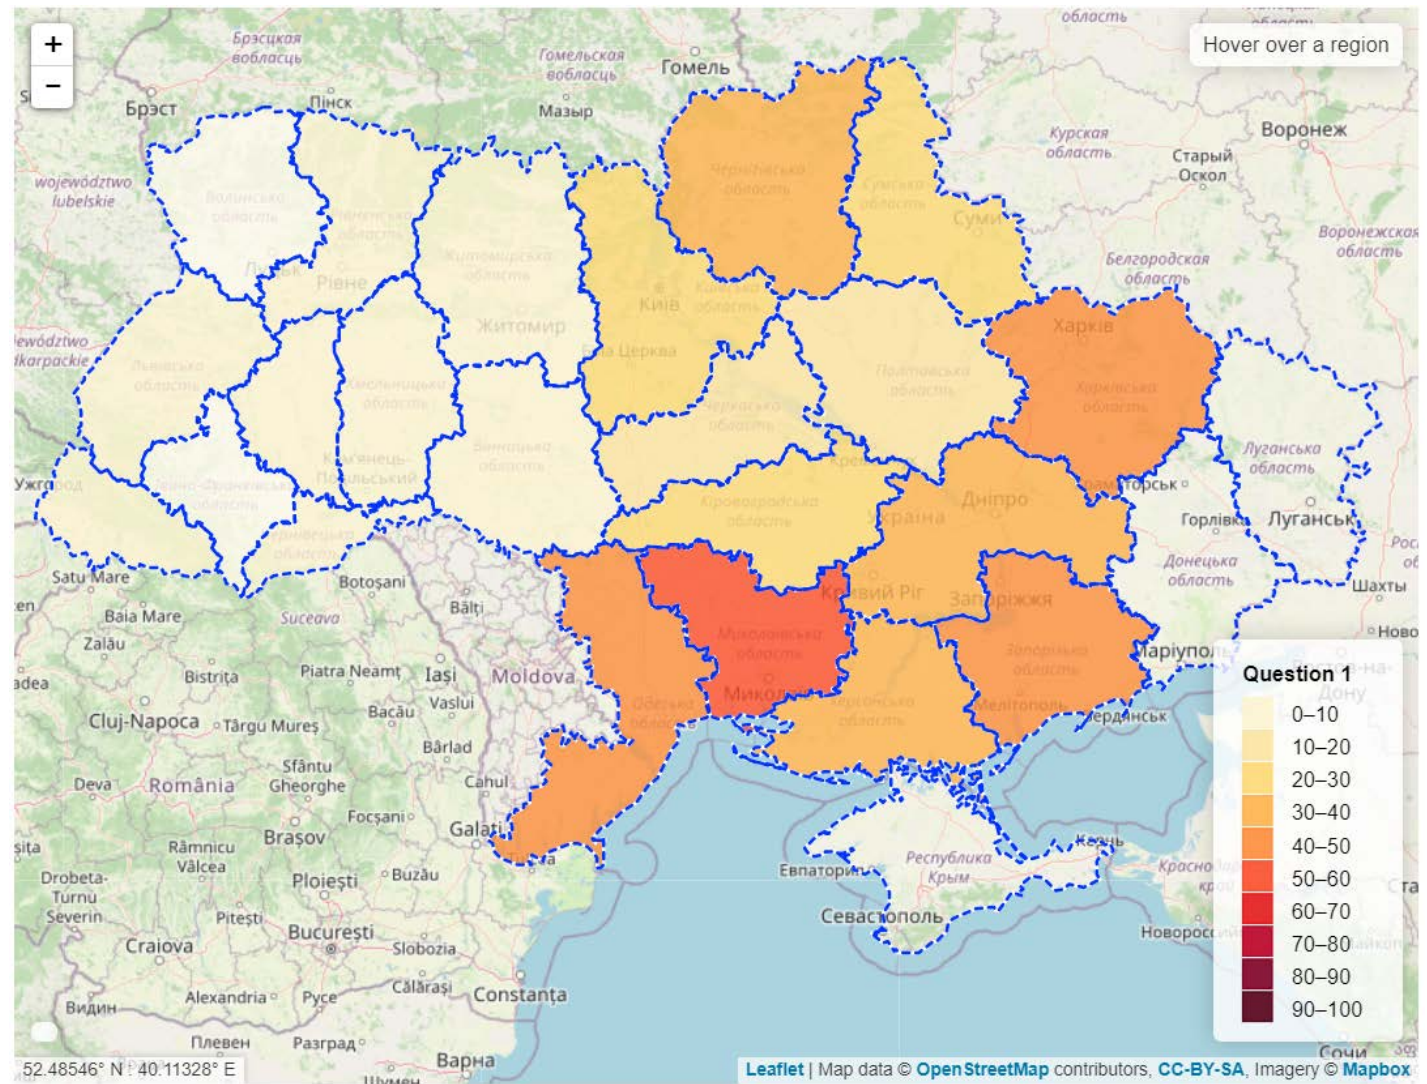 +
−
Hover over a region
Брэсцкая
вобласць
Гомельская
вобласць
Гомель
область
Брэст
Пінск
Мазыр
Курская
область
Воронеж
Старый
Оскол
województwo
lubelskie
Волинська
область
Рівненська
область
Чернігівська
область
Сумська
область
Суми
Воронежская
область
Белгородская
область
Луцьк
Рівне
Житомирська
область
Житомир
Київ
Київська
область
Біла Церква
Харків
Львівська
область
Хмельницька
область
Черкаська
область
Полтавська
область
Харківська
область
Вінницька
область
Луганська
область
Кам'янець-
Подільський
Ужгород
Івано-Франківська
область
Кіровоградська
область
Дніпро
Україна
Горлівка
Луганськ
Донецька
область
область
Satu Mare
Botoșani
Кривий Ріг
Запоріжжя
Шахты
Baia Mare
Suceava
Bălți
Zalău
Миколаївська
область
Запорізька
область
Маріуполь
Bistrița
Piatra Neamț
Iași
Moldova
Миколаїв
Мелітополь
Cluj-Napoca
Târgu Mureș
Bacău
Vaslui
Одеська
область
Херсонська
область
Бердянськ
Bârlad
Deva
România
Sfântu
Gheorghe
Cahul
Focșani
Galați
Brașov
Râmnicu
Vâlcea
Tulcea
Керчь
Евпатория
Республика
Крым
Drobeta-
Turnu
Severin
Ploiești
Buzău
Pitești
București
Севастополь
Craiova
Slobozia
Călărași
Constanța
Видин
Alexandria
Русе
Плевен
Разград
Варна
Шумен
Сочи
Question 1
0–10
10–20
20–30
30–40
40–50
50–60
60–70
70–80
80–90
90–100
52.48546° N : 40.11328° E
Leaflet | Map data © OpenStreetMap contributors, CC-BY-SA, Imagery © Mapbox